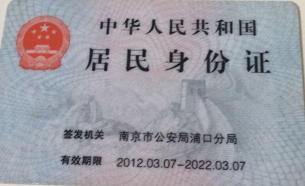 中华人民共和国
居民身份证
签发机关 南京市公安局浦口分局
有效期限 2012.03.07-2022.03.07